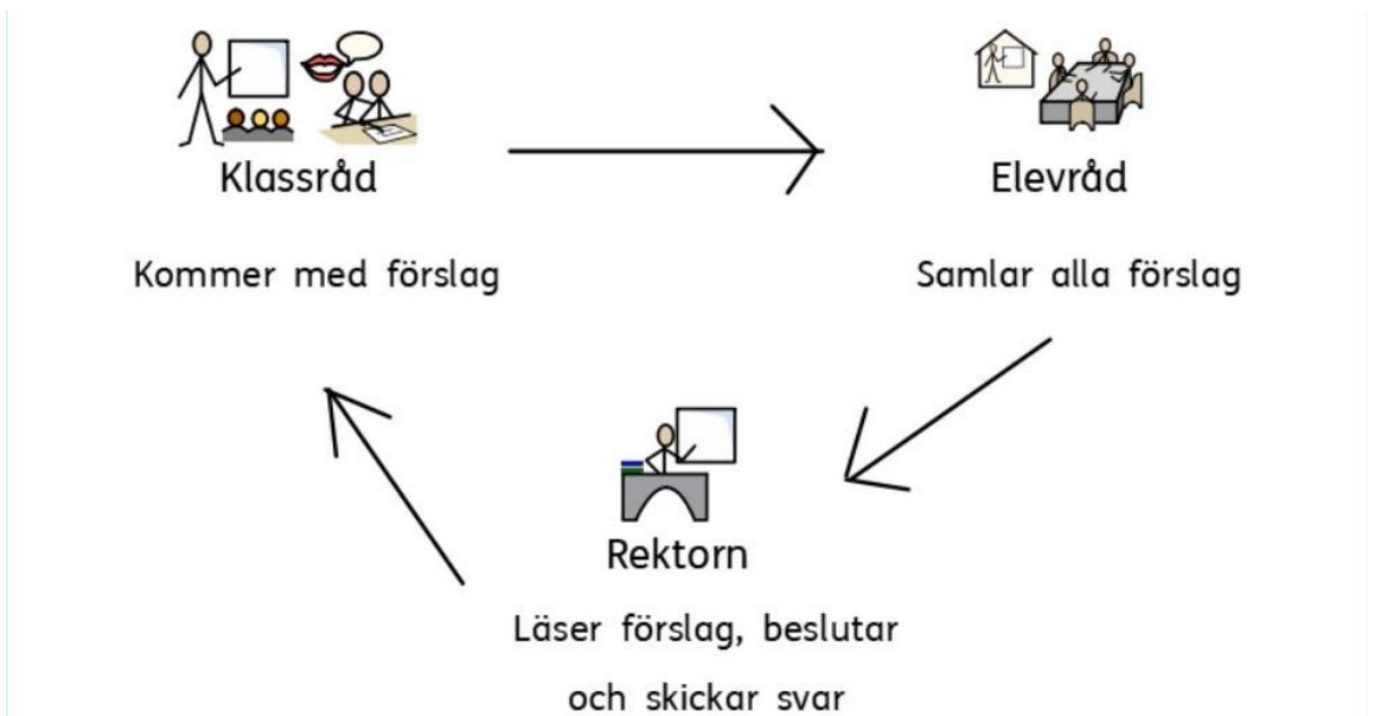 Klassråd
Kommer med förslag
Elevråd
Samlar alla förslag
Rektorn
Läser förslag, beslutar
och skickar svar